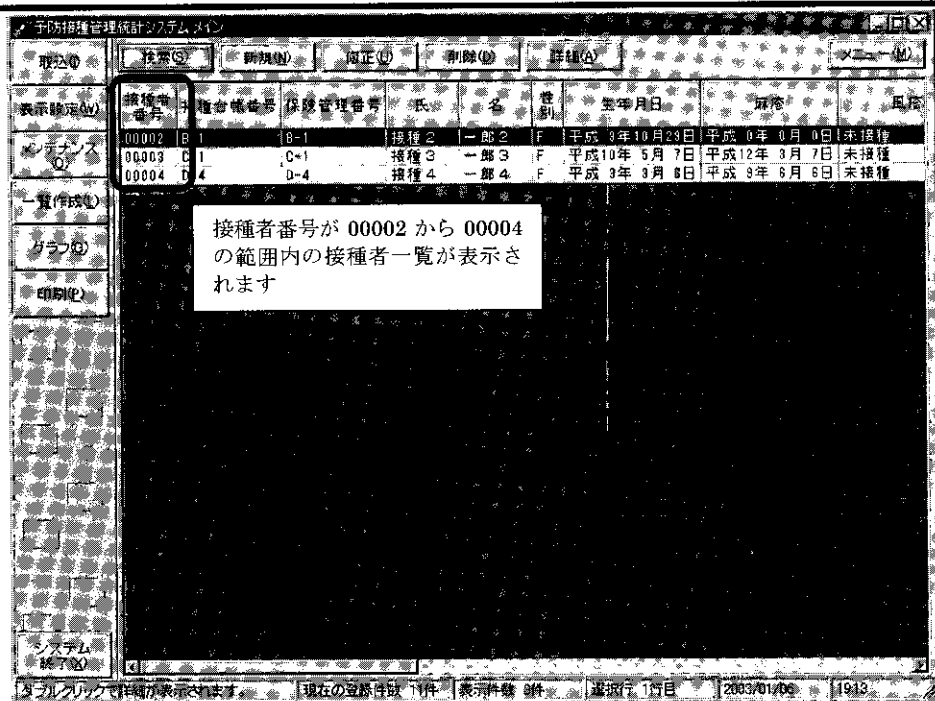 予防接種管理統計システム メイン
取込(I) 検索(S) 新規(N) 修正(U) 削除(D) 詳細(A) メニュー(M)
表示設定(W)
接種者番号 接種台帳番号 保険管理番号 氏 名 性別 生年月日 麻疹 風疹
00002 B 1 B-1 接種2 一郎2 F 平成 9年10月29日 平成 0年 0月 0日 未接種
00003 C 1 C-1 接種3 一郎3 F 平成10年 5月 7日 平成12年 3月 7日 未接種
00004 D 4 D-4 接種4 一郎4 F 平成 9年 3月 6日 平成 9年 6月 6日 未接種
メンテナンス(O)
一覧作成(L)
グラフ(G)
印刷(P)
接種者番号が 00002 から 00004
の範囲内の接種者一覧が表示さ
れます
システム
終了(X)
ダブルクリックで詳細が表示されます。 現在の登録件数 11件 表示件数 3件 選択行 1行目 2003/01/06 19:13